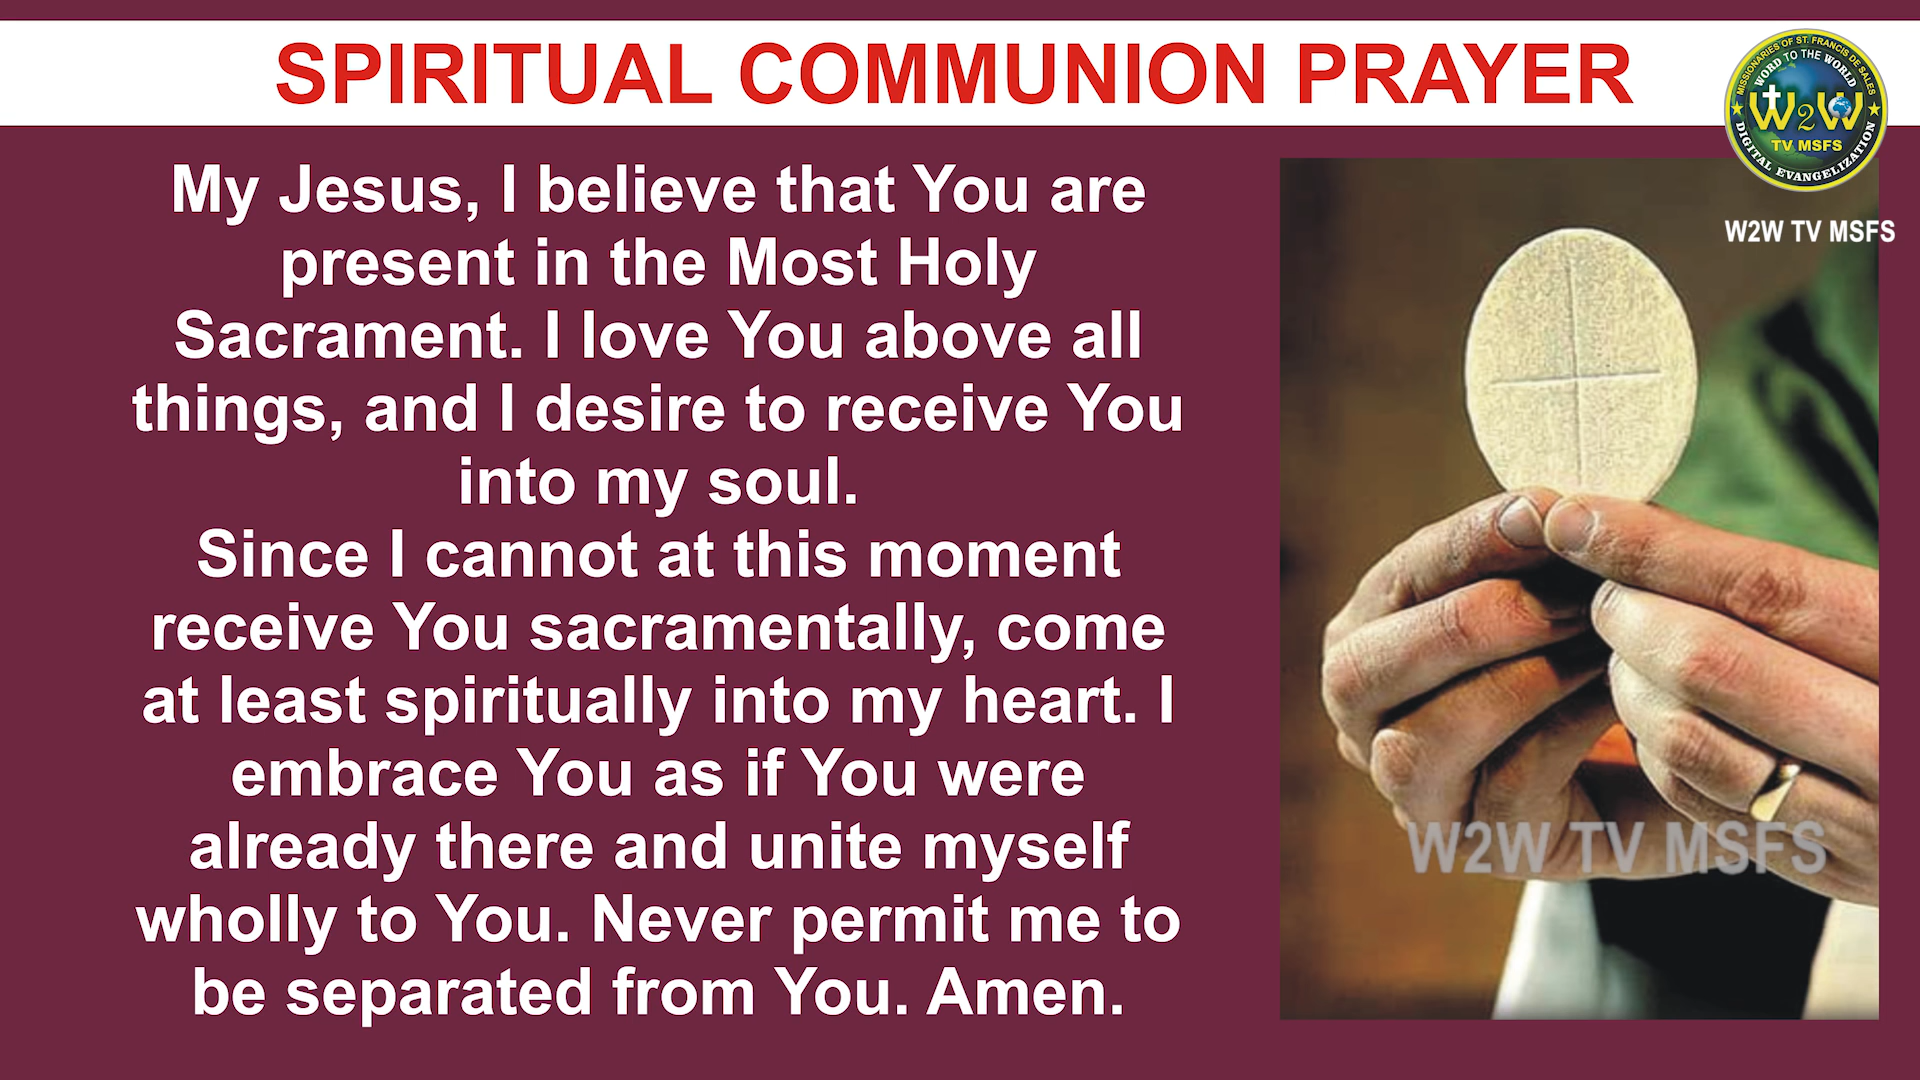 SPIRITUAL COMMUNION PRAYER
My Jesus, I believe that You are
present in the Most Holy
Sacrament. I love You above all
things, and I desire to receive You
into my soul.
Since I cannot at this moment
receive You sacramentally, come
at least spiritually into my heart. I
embrace You as if You were
already there and unite myself
wholly to You. Never permit me to
be separated from You. Amen.
MISSIONARIES OF ST. FRANCIS DE SALES
WORD TO THE WORLD
W2W
TV MSFS
DIGITAL EVANGELIZATION
W2W TV MSFS
W2W TV MSFS